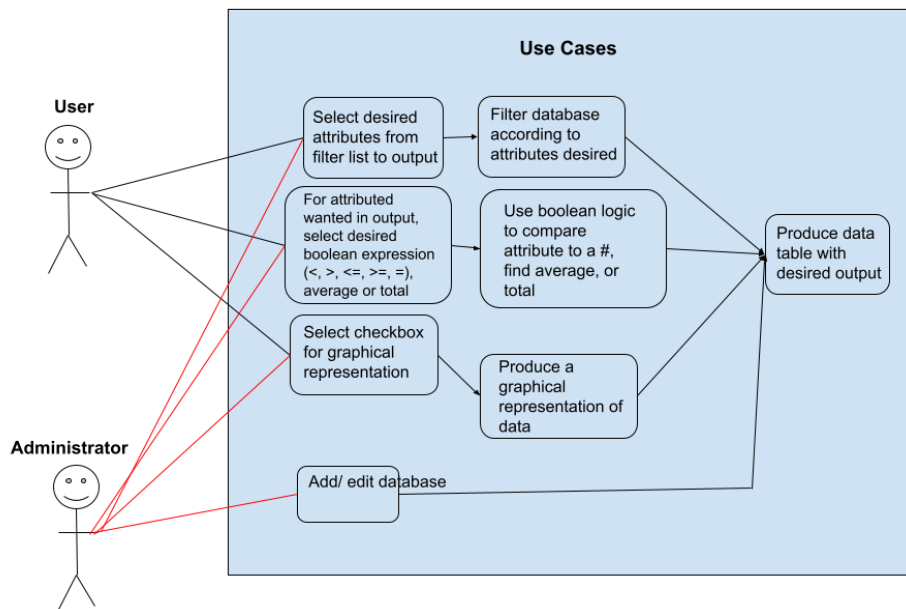 Use Cases
User
Select desired
attributes from
filter list to output
Filter database
according to
attributes desired
For attributed
wanted in output,
select desired
boolean expression
(<, >, <=, >=, =),
average or total
Use boolean logic
to compare
attribute to a #,
find average, or
total
Produce data
table with
desired output
Select checkbox
for graphical
representation
Produce a
graphical
representation of
data
Administrator
Add/ edit database